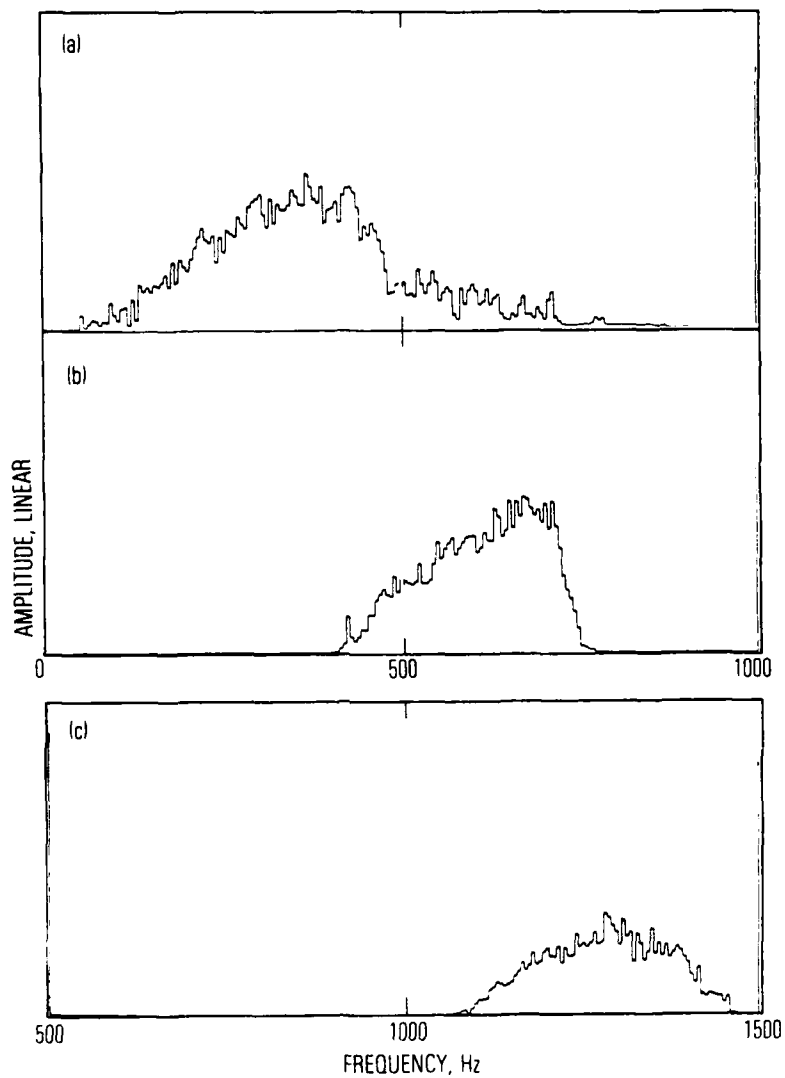 (a)
(b)
AMPLITUDE, LINEAR
0 500 1000
(c)
500 1000 1500
FREQUENCY, Hz